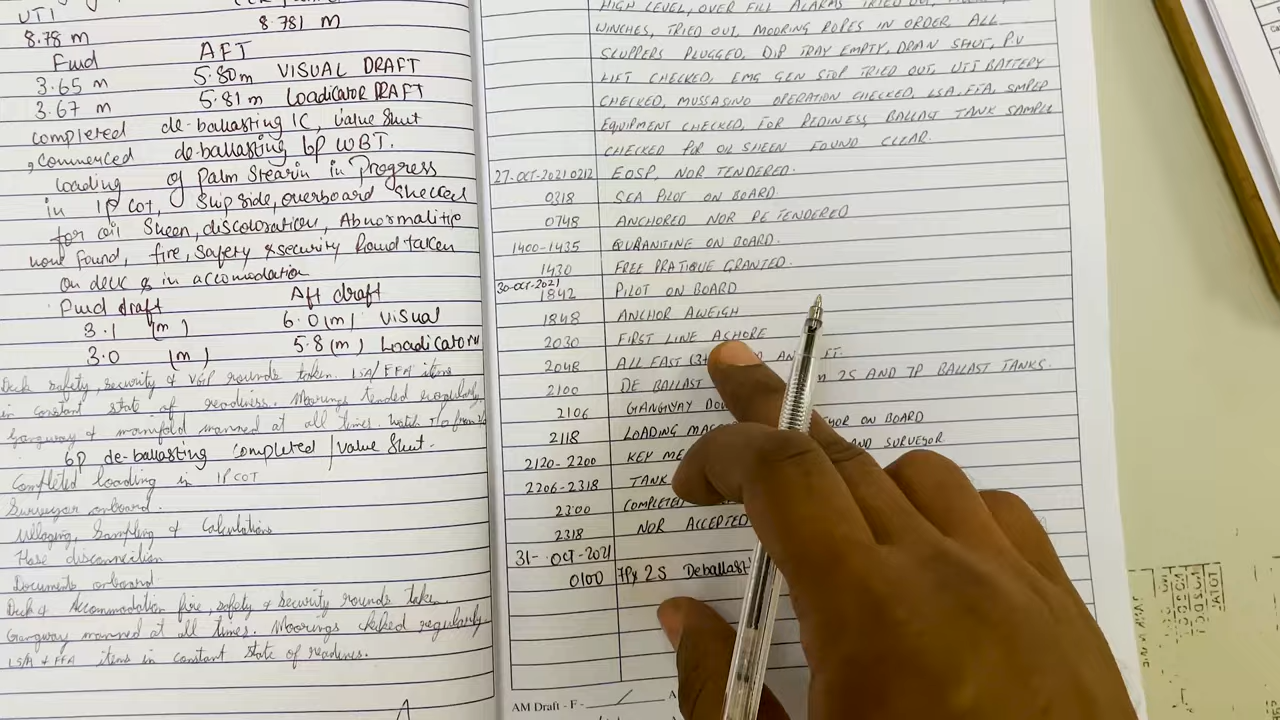 UTI
8.78 m 8.781 m
Fwd AFT
3.65 m 5.80m VISUAL DRAFT
3.67 m 5.81 m Loadicator DRAFT
completed de-ballasting 1C, value shut
, commenced de-ballasting 6p WBT.
loading of Palm Stearin in Progress
in 1P COT, Ship side, overboard checked
for oil Sheen, discoloration, Abnormalitie
none found, fire, Safety & security Round taken
on deck & in accomodation
Fwd draft Aft draft
3.1 (m) 6.0(m) visual
3.0 (m) 5.8(m) Loadicator
Deck safety, security & VGP rounds taken. LSA/FFA items
in constant state of readiness. Moorings tended regularly.
Gangway & manifold manned at all times.
6P de-ballasting completed / value Shut.
Completed loading in 1P COT
Surveyor onboard.
Ullaging, Sampling & Calculations
Hose disconnection
Documents onboard
Deck & Accommodation fire, safety & security rounds taken
Gangway manned at all times. Moorings cheked regularly.
LSA & FFA items in constant state of readines.
HIGH LEVEL, OVER FILL ALARMS TRIED OUT,
WINCHES, TRIED OUT, MOORING ROPES IN ORDER ALL
SCUPPERS PLUGGED, DIP TRAY EMPTY, DRAN SHUT, P.V
LIFT CHECKED, EMG GEN STOP TRIED OUT, UTI BATTERY
CHECKED, MUSSASINO OPERATION CHECKED, LSA, FFA, SMPEP
EQUIPMENT CHECKED, FOR REDINESS, BALLAST TANK SAMPLE
CHECKED FOR OIL SHEEN FOUND CLEAR.
27-OCT-2021 0212 EOSP, NOR TENDERED.
0318 SEA PILOT ON BOARD
0748 ANCHORED NOR RE TENDERED
1400-1435 QURANITINE ON BOARD.
1430 FREE PRATIQUE GRANTED.
30-OCT-2021
1842 PILOT ON BOARD
1848 ANCHOR AWEIGH
2030 FIRST LINE ASHORE
2048 ALL FAST AFT.
2100 DE BALLAST 2S AND 7P BALLAST TANKS.
2106 GANGWAY
2118 LOADING ON BOARD
2120-2200 KEY AND SURVEYOR
2206-2318 TANK
2300 COMPLETED
2318 NOR ACCEPTED
31- OCT-2021
0100 7P& 2S Deballast
AM Draft - F -